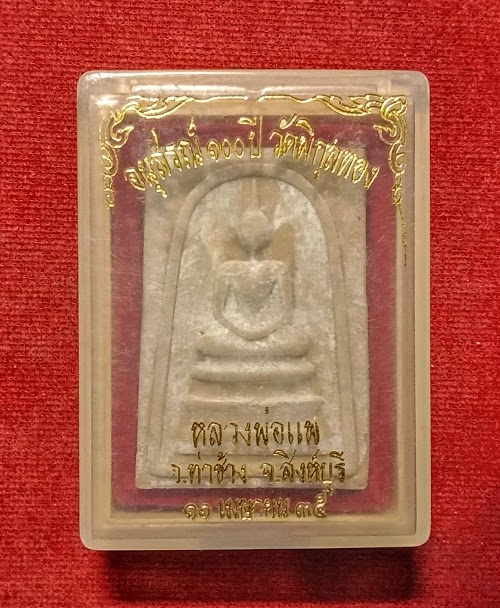 อนุสรณ์ ๑๐๐ ปี วัดพิกุลทอง
หลวงพ่อแพ
อ.ท่าช้าง จ.สิงห์บุรี
๑๑ เมษายน ๓๕